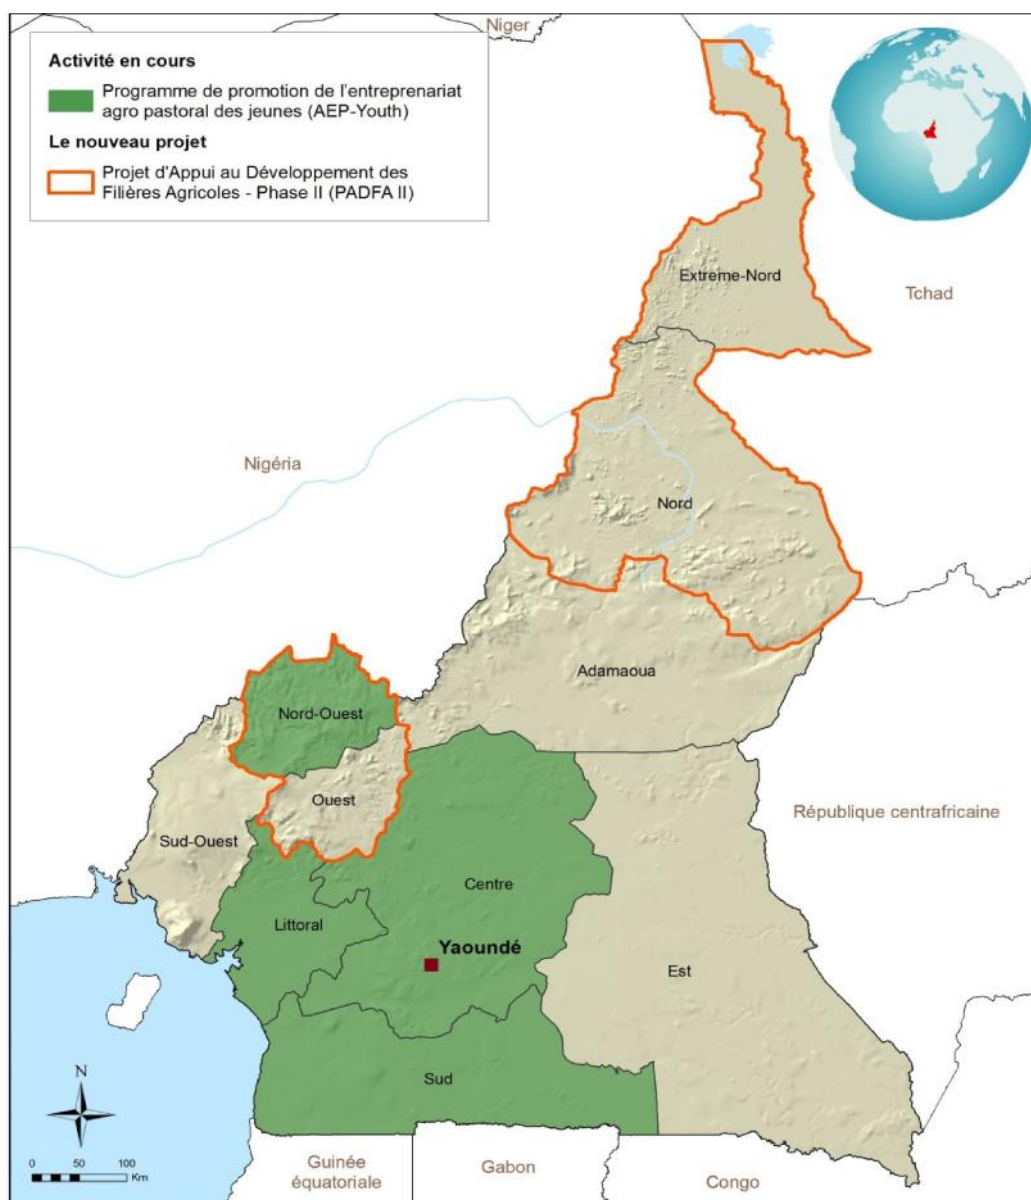 Niger
Activité en cours
Programme de promotion de l'entreprenariat
agro pastoral des jeunes (AEP-Youth)
Le nouveau projet
Projet d'Appui au Développement des
Filières Agricoles - Phase II (PADFA II)
Extreme-Nord
Tchad
Nigéria
Nord
Adamaoua
Nord-Ouest
Ouest
République centrafricaine
Sud-Ouest
Centre
Littoral
Yaoundé
Est
Sud
N
0 50 100
Km
Guinée
équatoriale
Gabon
Congo